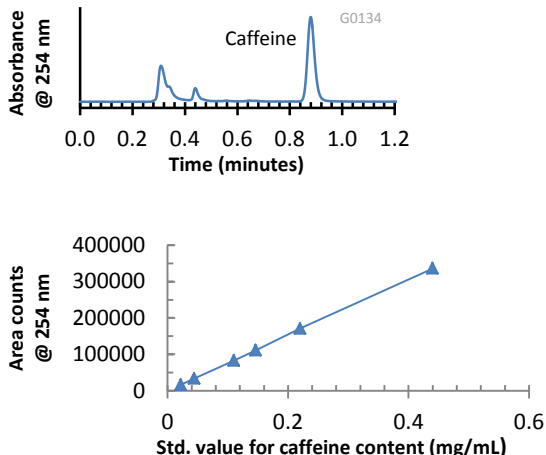 G0134
Caffeine
Absorbance
@ 254 nm
0.0 0.2 0.4 0.6 0.8 1.0 1.2
Time (minutes)
400000
300000
200000
100000
0
Area counts
@ 254 nm
0 0.2 0.4 0.6
Std. value for caffeine content (mg/mL)